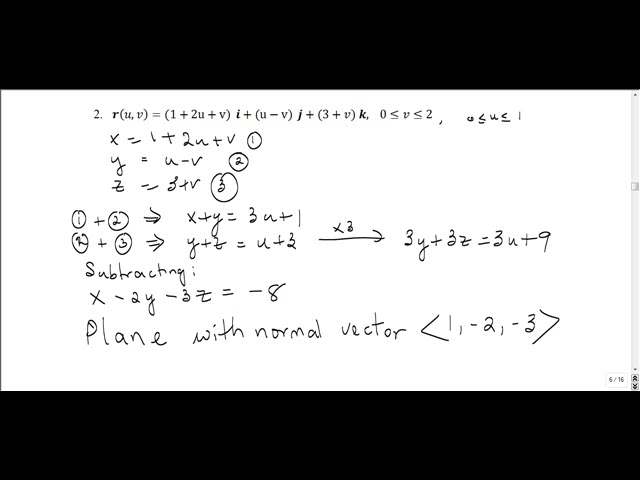 2. r(u, v) = (1 + 2u + v) i + (u − v) j + (3 + v) k, 0 ≤ v ≤ 2 , 0 ≤ u ≤ 1
x = 1 + 2u + v ①
y = u − v ②
z = 3 + v ③
① + ② ⇒ x + y = 3u + 1
② + ③ ⇒ y + z = u + 3 ×3 → 3y + 3z = 3u + 9
Subtracting:
x − 2y − 3z = −8
Plane with normal vector < 1, −2, −3 >
6 / 16